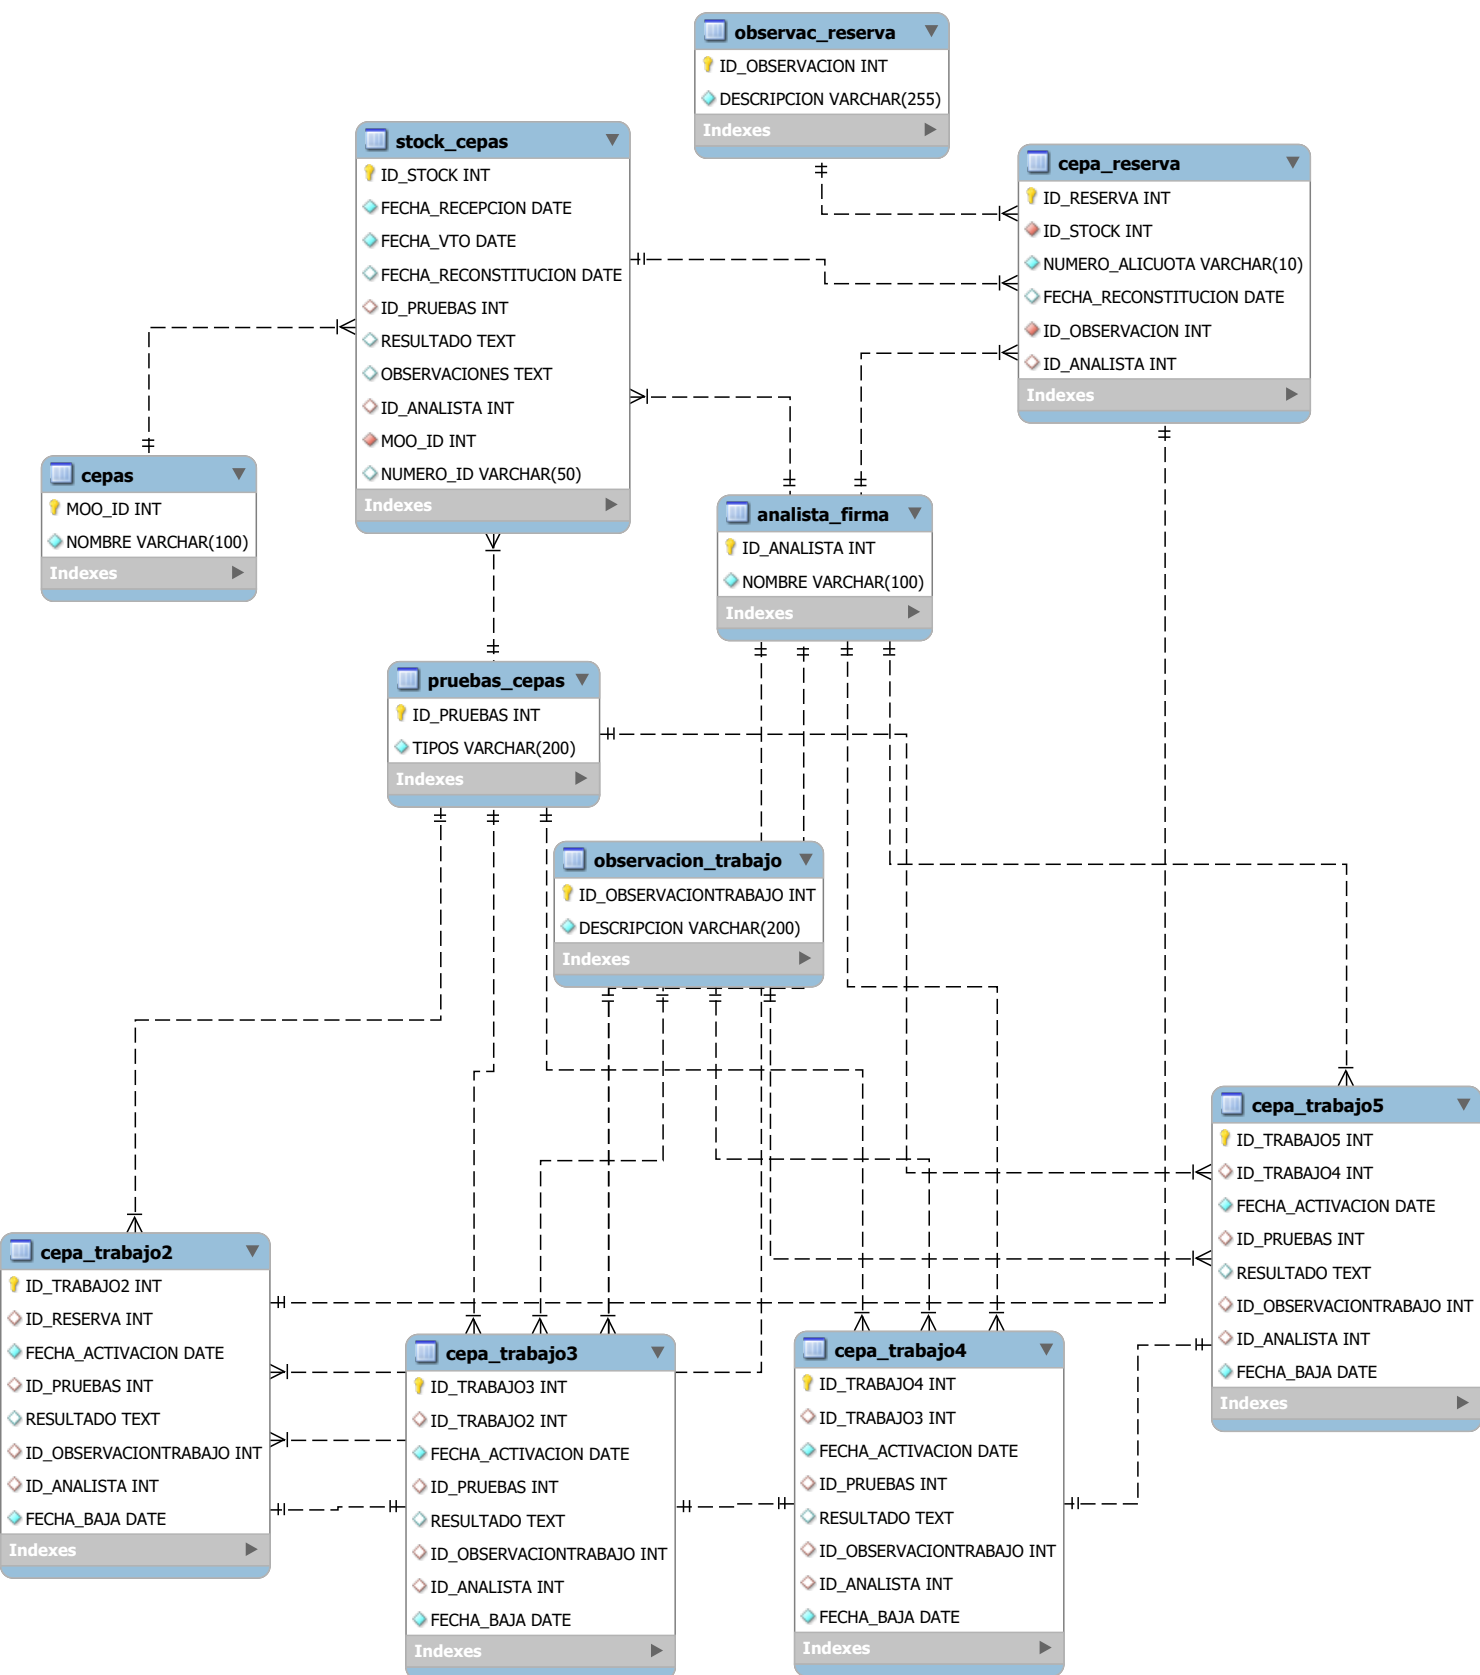 observac_reserva
ID_OBSERVACION INT
DESCRIPCION VARCHAR(255)
Indexes
stock_cepas
ID_STOCK INT
FECHA_RECEPCION DATE
FECHA_VTO DATE
FECHA_RECONSTITUCION DATE
ID_PRUEBAS INT
RESULTADO TEXT
OBSERVACIONES TEXT
ID_ANALISTA INT
MOO_ID INT
NUMERO_ID VARCHAR(50)
Indexes
cepa_reserva
ID_RESERVA INT
ID_STOCK INT
NUMERO_ALICUOTA VARCHAR(10)
FECHA_RECONSTITUCION DATE
ID_OBSERVACION INT
ID_ANALISTA INT
Indexes
cepas
MOO_ID INT
NOMBRE VARCHAR(100)
Indexes
analista_firma
ID_ANALISTA INT
NOMBRE VARCHAR(100)
Indexes
pruebas_cepas
ID_PRUEBAS INT
TIPOS VARCHAR(200)
Indexes
observacion_trabajo
ID_OBSERVACIONTRABAJO INT
DESCRIPCION VARCHAR(200)
Indexes
cepa_trabajo5
ID_TRABAJO5 INT
ID_TRABAJO4 INT
FECHA_ACTIVACION DATE
ID_PRUEBAS INT
RESULTADO TEXT
ID_OBSERVACIONTRABAJO INT
ID_ANALISTA INT
FECHA_BAJA DATE
Indexes
cepa_trabajo2
ID_TRABAJO2 INT
ID_RESERVA INT
FECHA_ACTIVACION DATE
ID_PRUEBAS INT
RESULTADO TEXT
ID_OBSERVACIONTRABAJO INT
ID_ANALISTA INT
FECHA_BAJA DATE
Indexes
cepa_trabajo3
ID_TRABAJO3 INT
ID_TRABAJO2 INT
FECHA_ACTIVACION DATE
ID_PRUEBAS INT
RESULTADO TEXT
ID_OBSERVACIONTRABAJO INT
ID_ANALISTA INT
FECHA_BAJA DATE
Indexes
cepa_trabajo4
ID_TRABAJO4 INT
ID_TRABAJO3 INT
FECHA_ACTIVACION DATE
ID_PRUEBAS INT
RESULTADO TEXT
ID_OBSERVACIONTRABAJO INT
ID_ANALISTA INT
FECHA_BAJA DATE
Indexes